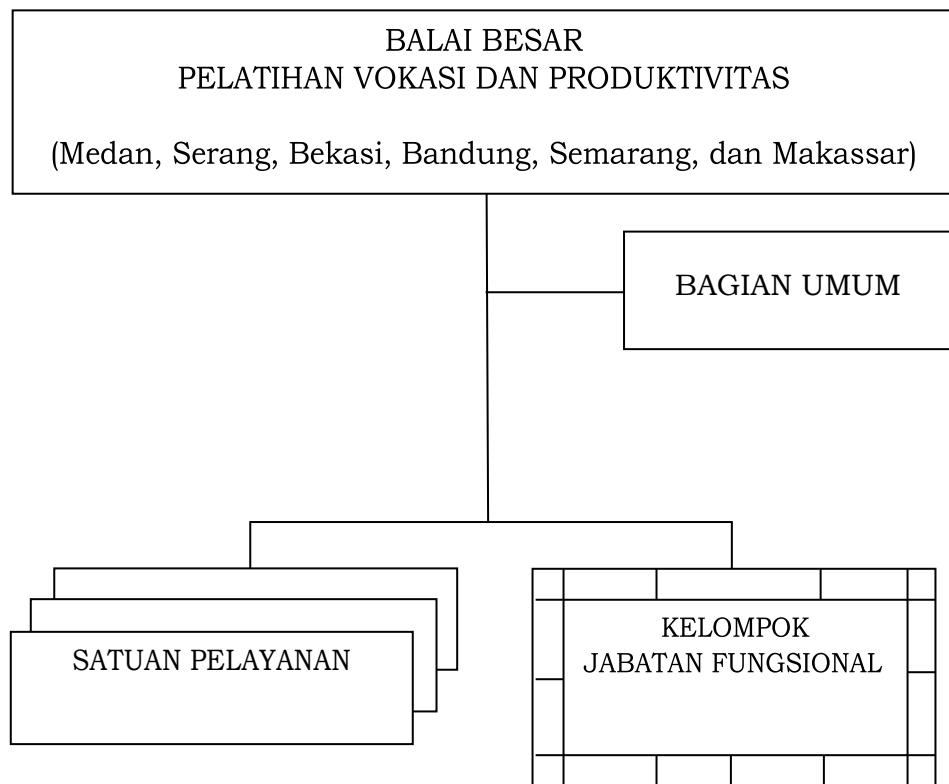 BALAI BESAR
PELATIHAN VOKASI DAN PRODUKTIVITAS
(Medan, Serang, Bekasi, Bandung, Semarang, dan Makassar)
BAGIAN UMUM
SATUAN PELAYANAN
KELOMPOK
JABATAN FUNGSIONAL